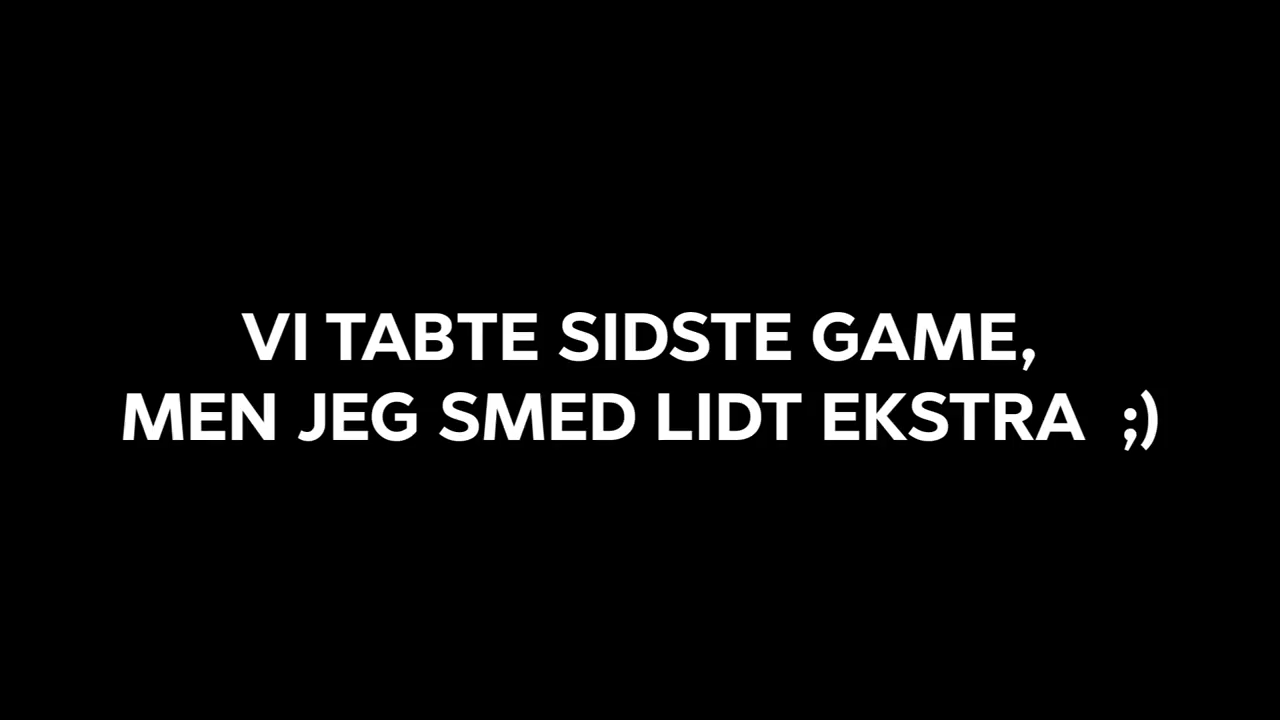 VI TABTE SIDSTE GAME,
MEN JEG SMED LIDT EKSTRA ;)